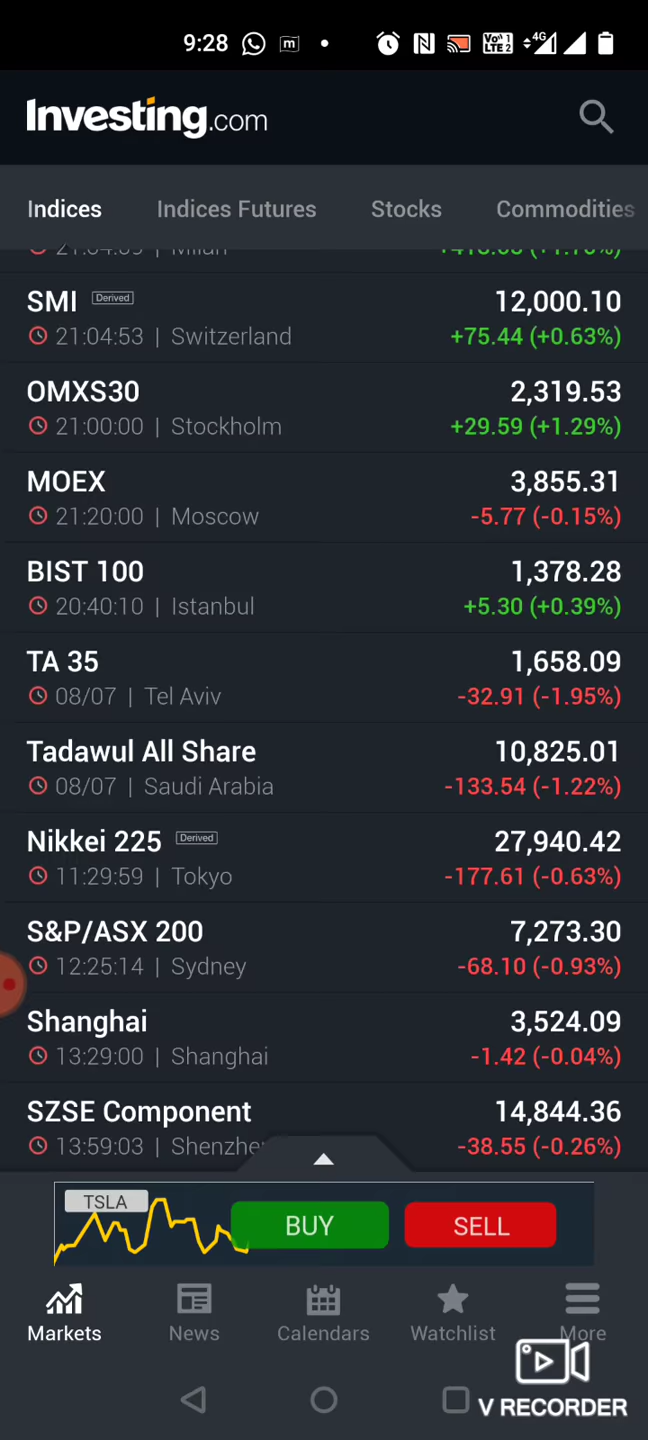 9:28 m Vo)) 1 LTE 2 4G
Investing.com
Indices Indices Futures Stocks Commodities
SMI Derived 12,000.10
21:04:53 | Switzerland +75.44 (+0.63%)
OMXS30 2,319.53
21:00:00 | Stockholm +29.59 (+1.29%)
MOEX 3,855.31
21:20:00 | Moscow -5.77 (-0.15%)
BIST 100 1,378.28
20:40:10 | Istanbul +5.30 (+0.39%)
TA 35 1,658.09
08/07 | Tel Aviv -32.91 (-1.95%)
Tadawul All Share 10,825.01
08/07 | Saudi Arabia -133.54 (-1.22%)
Nikkei 225 Derived 27,940.42
11:29:59 | Tokyo -177.61 (-0.63%)
S&P/ASX 200 7,273.30
12:25:14 | Sydney -68.10 (-0.93%)
Shanghai 3,524.09
13:29:00 | Shanghai -1.42 (-0.04%)
SZSE Component 14,844.36
13:59:03 | Shenzhe -38.55 (-0.26%)
TSLA BUY SELL
Markets News Calendars Watchlist More
V RECORDER